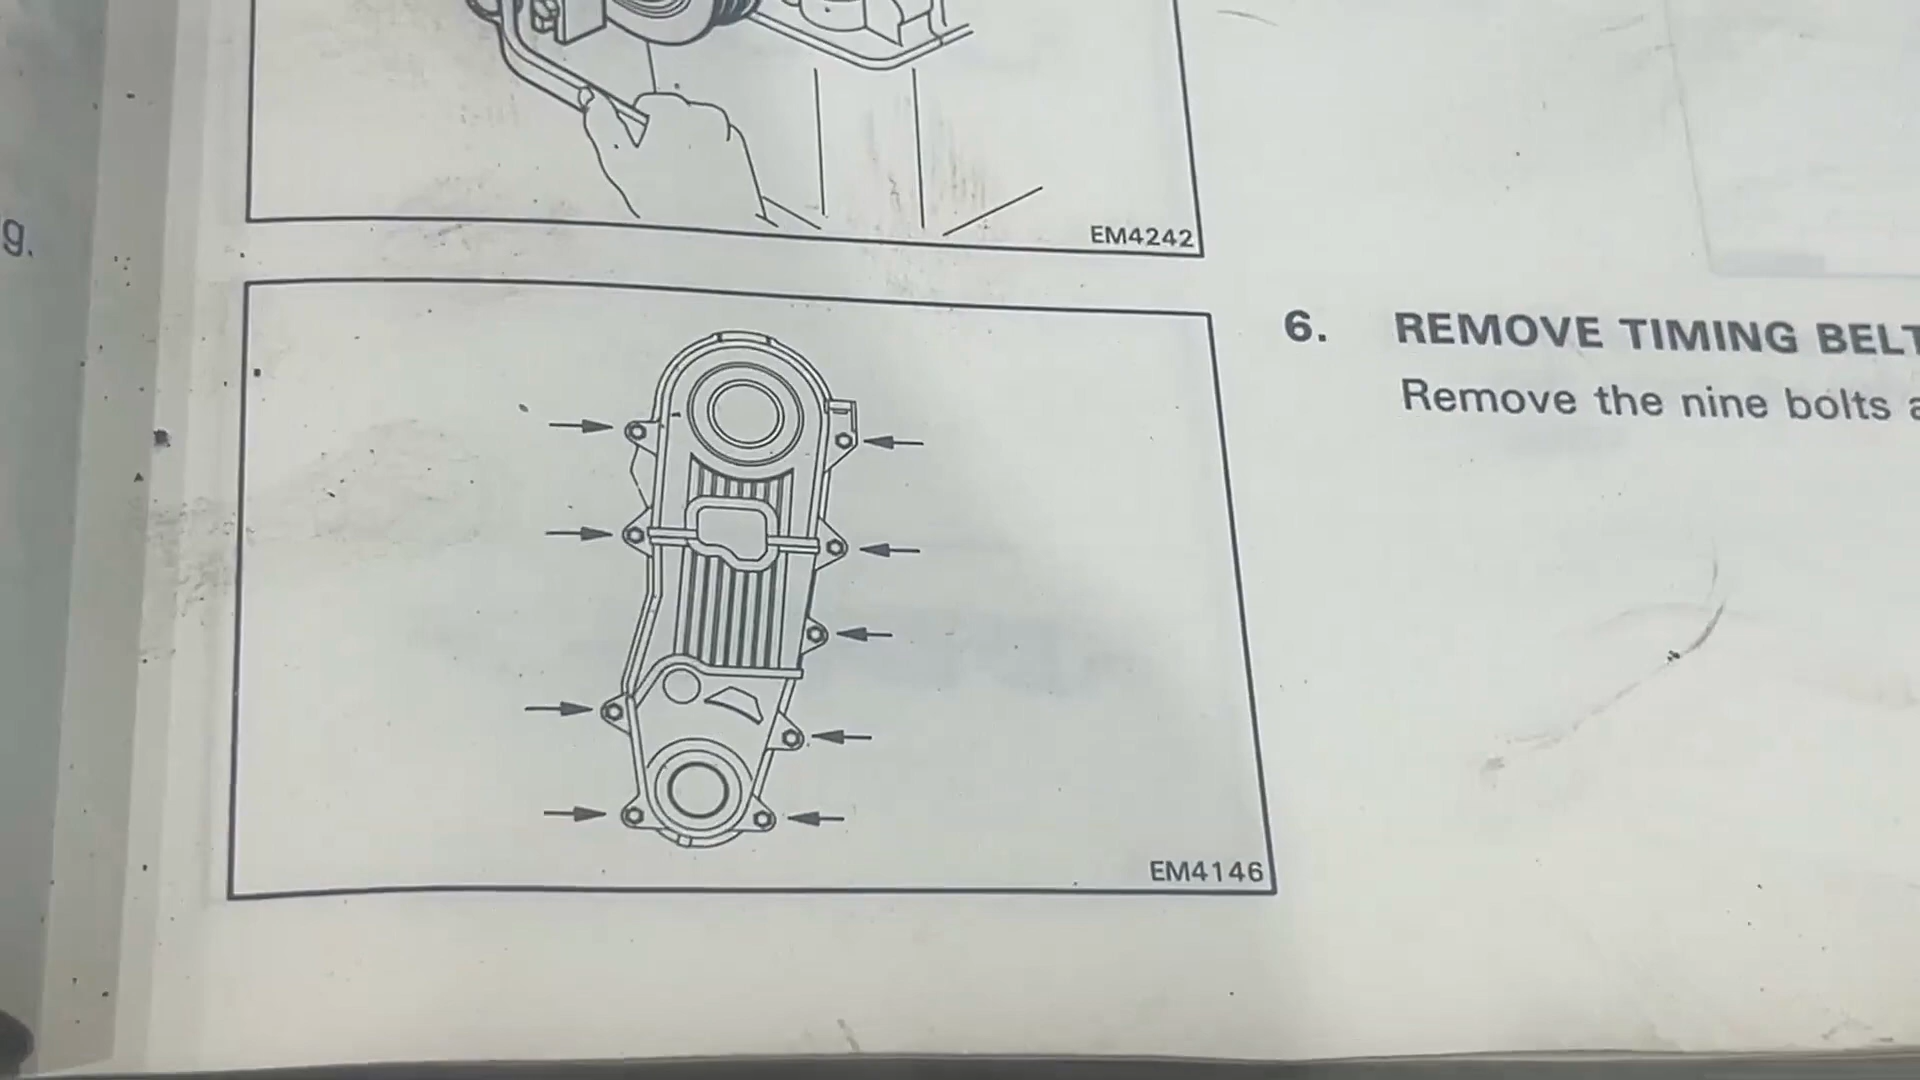 g.
EM4242
6. REMOVE TIMING BELT
Remove the nine bolts
EM4146